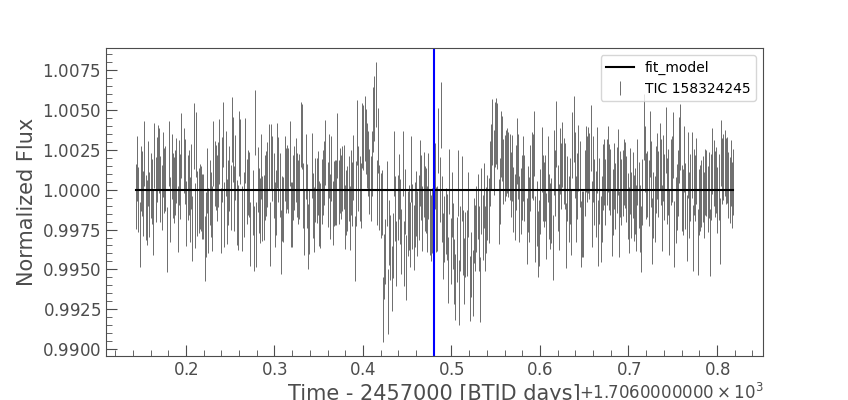 fit_model
TIC 158324245
1.0075
1.0050
1.0025
1.0000
0.9975
0.9950
0.9925
0.9900
Normalized Flux
0.2 0.3 0.4 0.5 0.6 0.7 0.8
Time - 2457000 [BTJD days]
+1.7060000000 × 10³